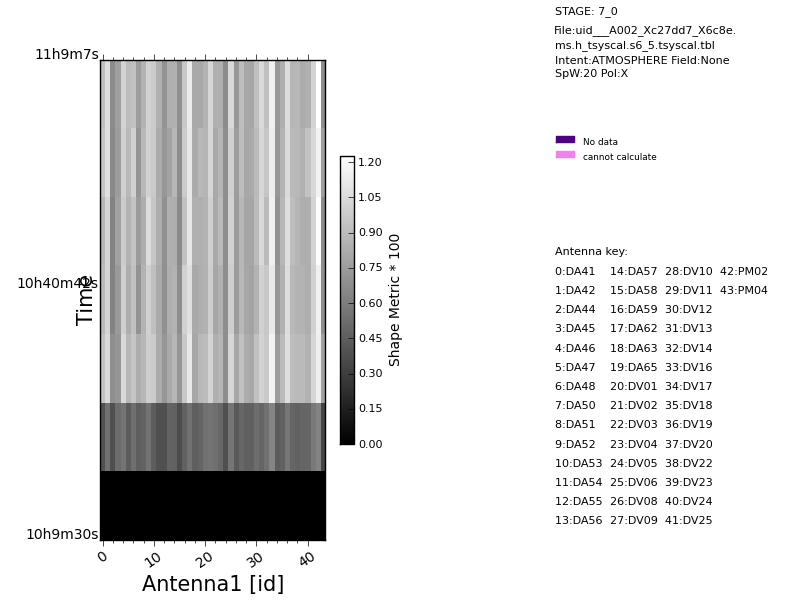 STAGE: 7_0
File:uid___A002_Xc27dd7_X6c8e.
ms.h_tsyscal.s6_5.tsyscal.tbl
Intent:ATMOSPHERE Field:None
SpW:20 Pol:X
No data
cannot calculate
11h9m7s
10h9m30s
Time
0
10
20
30
40
Antenna1 [id]
1.20
1.05
0.90
0.75
0.60
0.45
0.30
0.15
0.00
Shape Metric * 100
Antenna key:
0:DA41 14:DA57 28:DV10 42:PM02
1:DA42 15:DA58 29:DV11 43:PM04
2:DA44 16:DA59 30:DV12
3:DA45 17:DA62 31:DV13
4:DA46 18:DA63 32:DV14
5:DA47 19:DA65 33:DV16
6:DA48 20:DV01 34:DV17
7:DA50 21:DV02 35:DV18
8:DA51 22:DV03 36:DV19
9:DA52 23:DV04 37:DV20
10:DA53 24:DV05 38:DV22
11:DA54 25:DV06 39:DV23
12:DA55 26:DV08 40:DV24
13:DA56 27:DV09 41:DV25